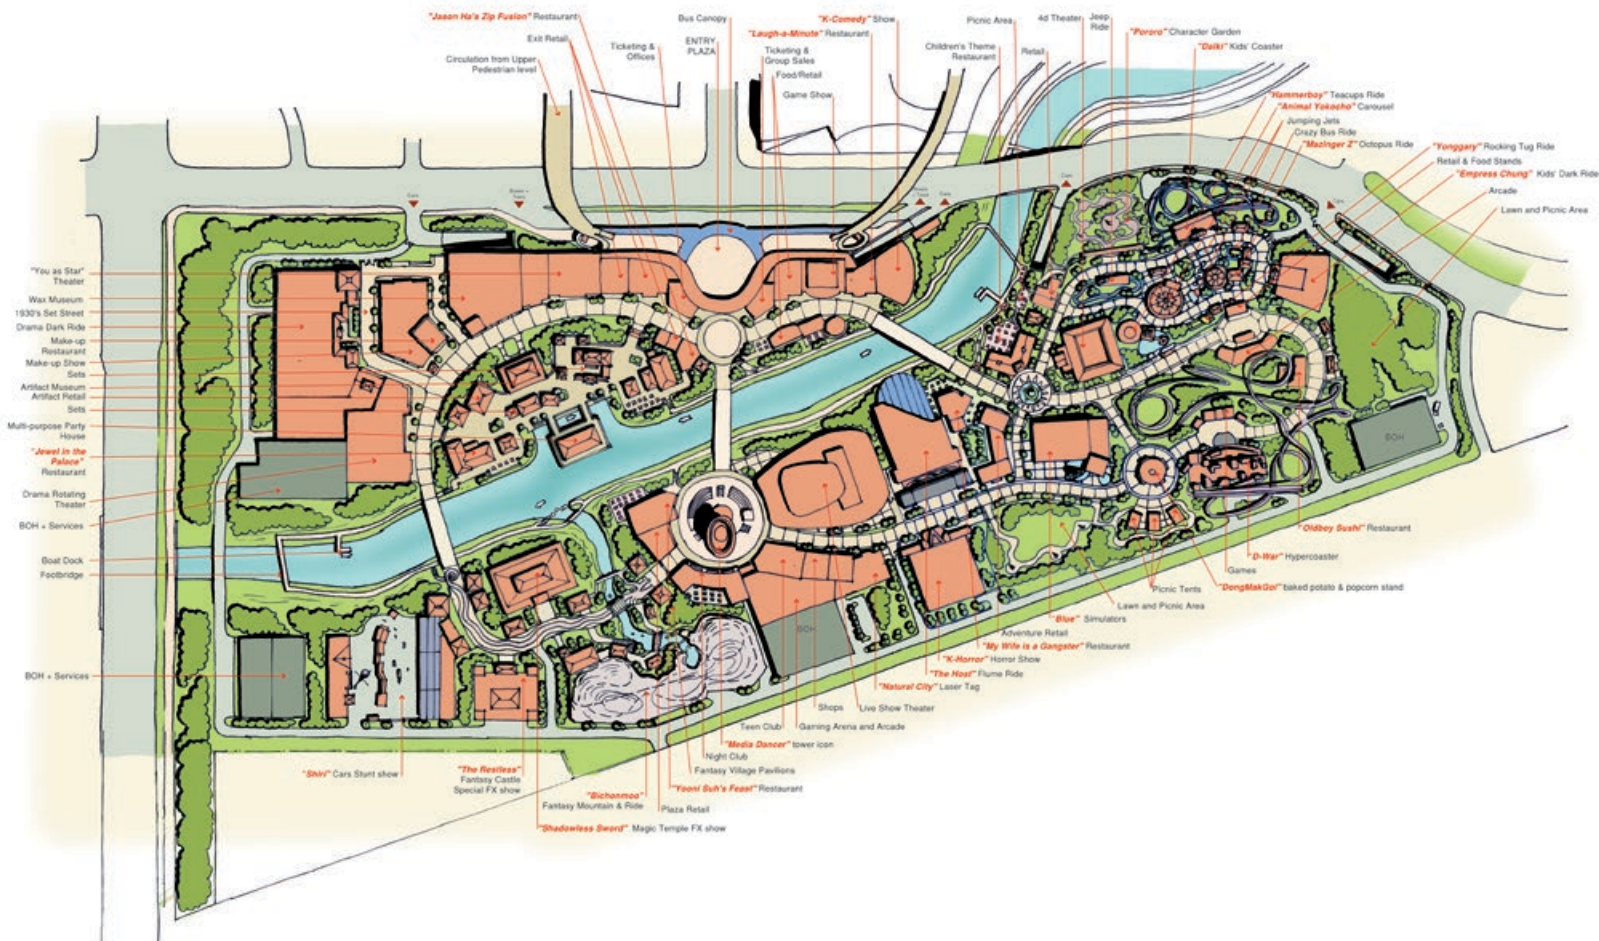 "Jason Ha's Zip Fusion" Restaurant
Exit Retail
Circulation from Upper
Pedestrian level
Ticketing &
Offices
Bus Canopy
ENTRY
PLAZA
"K-Comedy" Show
"Laugh-a-Minute" Restaurant
Ticketing &
Group Sales
Food/Retail
Game Show
Picnic Area
Children's Theme
Restaurant
Retail
4d Theater
Jeep
Ride
"Pororo" Character Garden
"Dalki" Kids' Coaster
"Hammerboy" Teacups Ride
"Animal Yokocho" Carousel
Jumping Jets
Crazy Bus Ride
"Mazinger Z" Octopus Ride
"Yonggary" Rocking Tug Ride
Retail & Food Stands
"Empress Chung" Kids' Dark Ride
Arcade
Lawn and Picnic Area
Cars
Cars
Cars
Cars
"You as Star"
Theater
Wax Museum
1930's Set Street
Drama Dark Ride
Make-up
Restaurant
Make-up Show
Sets
Artifact Museum
Artifact Retail
Sets
Multi-purpose Party
House
"Jewel in the
Palace"
Restaurant
Drama Rotating
Theater
BOH + Services
Boat Dock
Footbridge
BOH + Services
BOH
BOH
"Oldboy Sushi" Restaurant
"D-War" Hypercoaster
Games
"DongMakGol" baked potato & popcorn stand
Picnic Tents
Lawn and Picnic Area
"Blue" Simulators
Adventure Retail
"My Wife is a Gangster" Restaurant
"K-Horror" Horror Show
"The Host" Flume Ride
"Natural City" Laser Tag
Live Show Theater
Shops
Gaming Arena and Arcade
Teen Club
"Media Dancer" tower icon
Night Club
Fantasy Village Pavilions
"Yooni Suh's Feast" Restaurant
Plaza Retail
"Shiri" Cars Stunt show
"The Restless"
Fantasy Castle
Special FX show
"Bichonmoo"
Fantasy Mountain & Ride
"Shadowless Sword" Magic Temple FX show